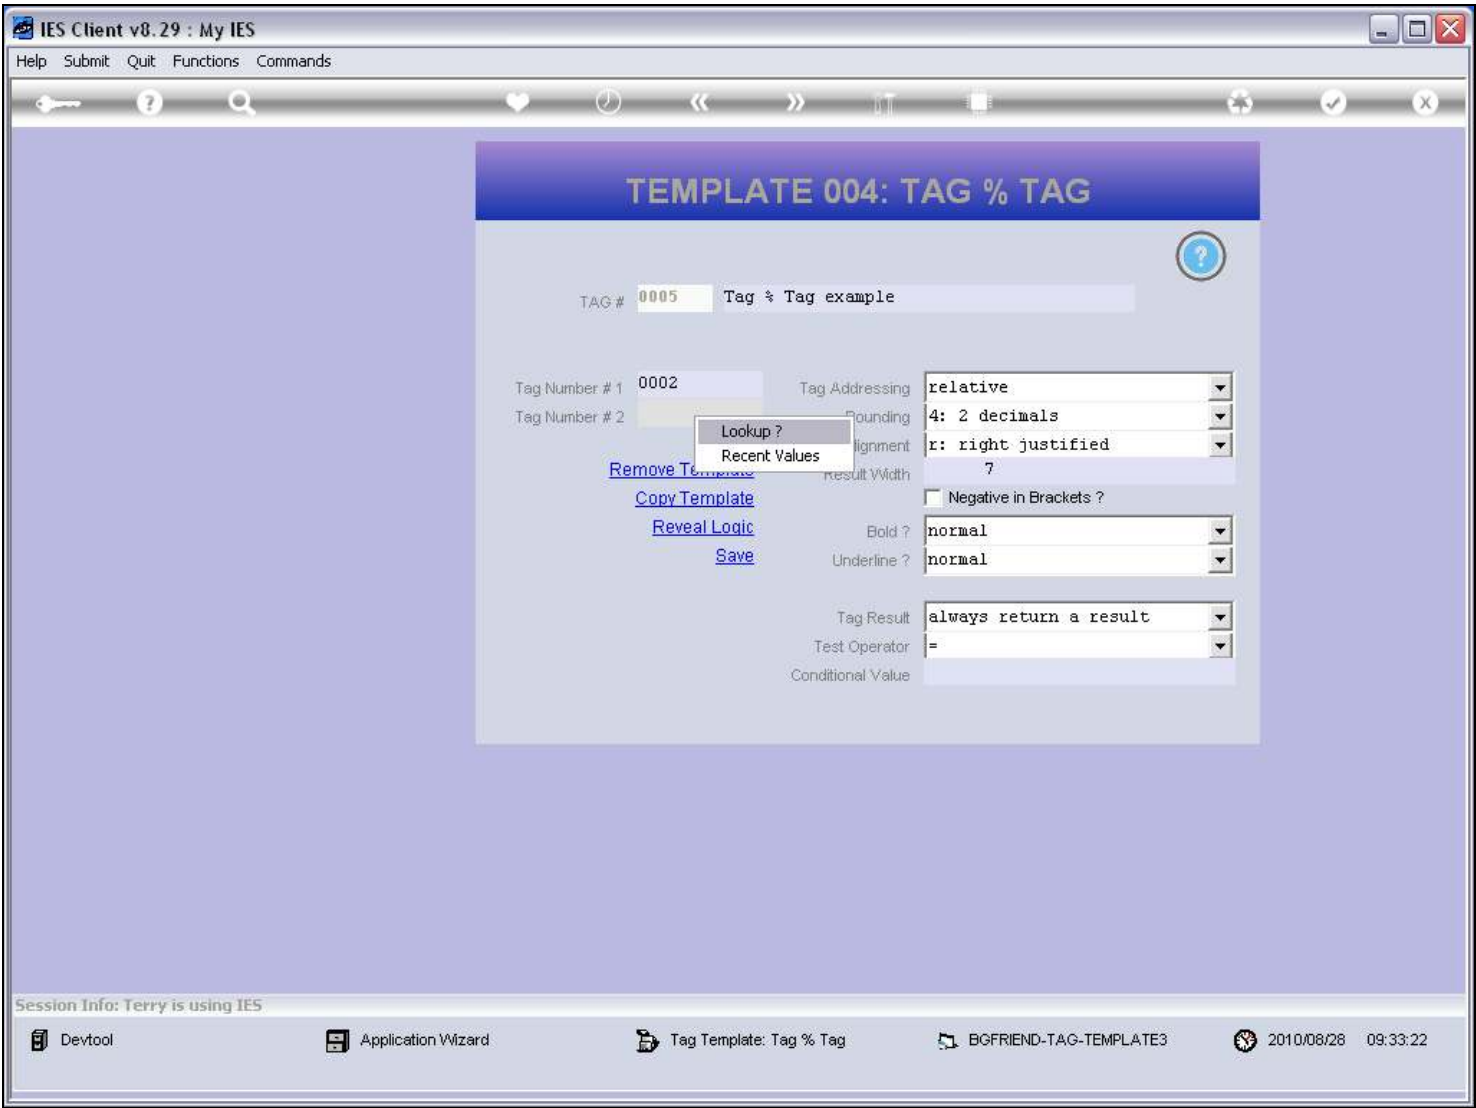 IES Client v8.29 : My IES
Help Submit Quit Functions Commands
TEMPLATE 004: TAG % TAG
TAG # 0005 Tag % Tag example
Tag Number # 1 0002 Tag Addressing relative
Tag Number # 2 Rounding 4: 2 decimals
Lookup ?
lignment r: right justified
Recent Values
Remove Template Result Width 7
Copy Template Negative in Brackets ?
Reveal Logic Bold ? normal
Save Underline ? normal
Tag Result always return a result
Test Operator =
Conditional Value
Session Info: Terry is using IES
Devtool Application Wizard Tag Template: Tag % Tag BGFRIEND-TAG-TEMPLATE3 2010/08/28 09:33:22